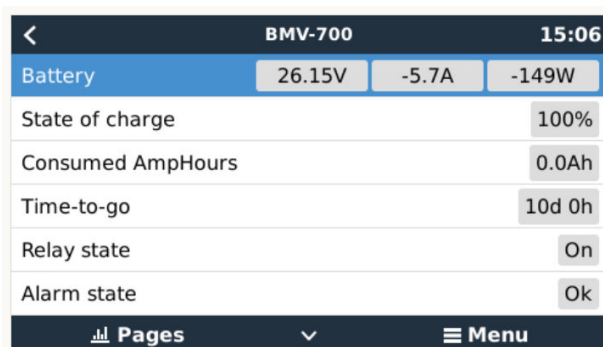 BMV-700 15:06
Battery 26.15V -5.7A -149W
State of charge 100%
Consumed AmpHours 0.0Ah
Time-to-go 10d 0h
Relay state On
Alarm state Ok
Pages Menu